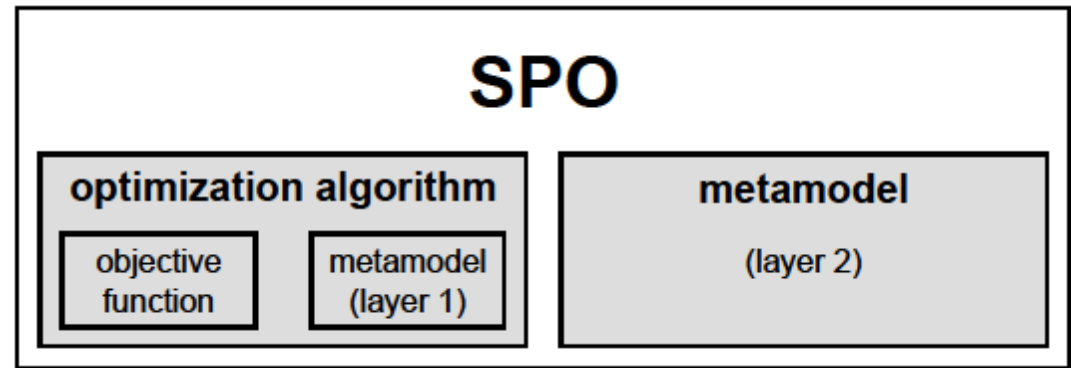 SPO
optimization algorithm
objective
function
metamodel
(layer 1)
metamodel
(layer 2)